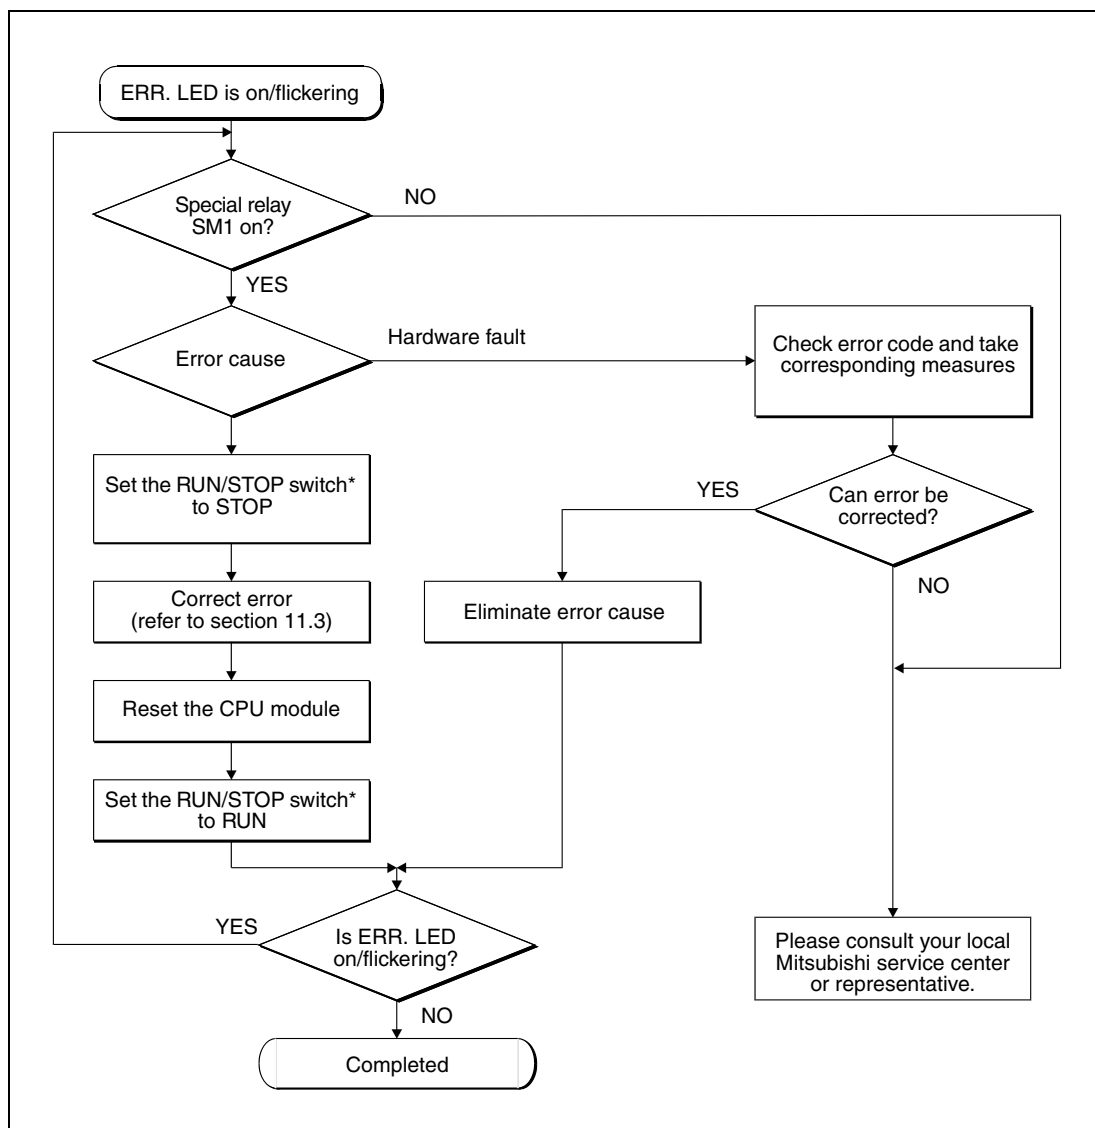 ERR. LED is on/flickering
Special relay
SM1 on?
NO
YES
Error cause
Hardware fault
Check error code and take
corresponding measures
Set the RUN/STOP switch*
to STOP
YES
Can error be
corrected?
NO
Correct error
(refer to section 11.3)
Eliminate error cause
Reset the CPU module
Set the RUN/STOP switch*
to RUN
YES
Is ERR. LED
on/flickering?
NO
Please consult your local
Mitsubishi service center
or representative.
Completed